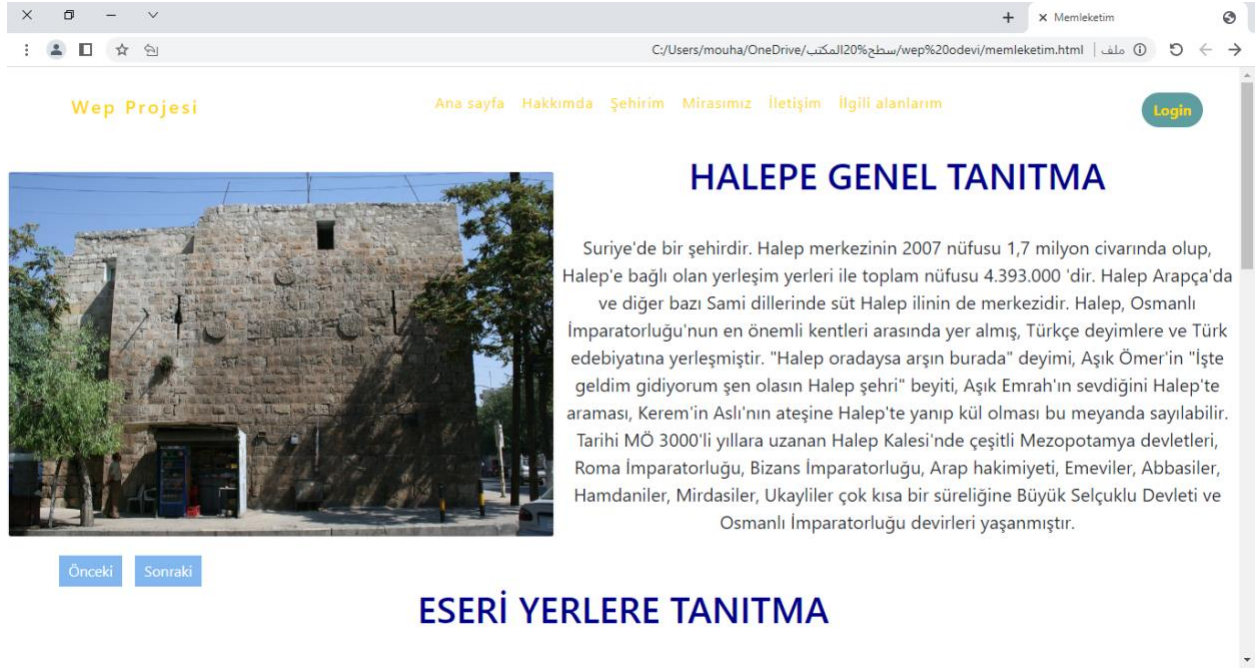 Memleketim
C:/Users/mouha/OneDrive/سطح%20المكتب/wep%20odevi/memleketim.html | ملف
Wep Projesi
Ana sayfa Hakkımda Şehirim Mirasımız İletişim İlgili alanlarım
Login
HALEPE GENEL TANITMA
Suriye'de bir şehirdir. Halep merkezinin 2007 nüfusu 1,7 milyon civarında olup,
Halep'e bağlı olan yerleşim yerleri ile toplam nüfusu 4.393.000 'dir. Halep Arapça'da
ve diğer bazı Sami dillerinde süt Halep ilinin de merkezidir. Halep, Osmanlı
İmparatorluğu'nun en önemli kentleri arasında yer almış, Türkçe deyimlere ve Türk
edebiyatına yerleşmiştir. "Halep oradaysa arşın burada" deyimi, Aşık Ömer'in "İşte
geldim gidiyorum şen olasın Halep şehri" beyiti, Aşık Emrah'ın sevdiğini Halep'te
araması, Kerem'in Aslı'nın ateşine Halep'te yanıp kül olması bu meyanda sayılabilir.
Tarihi MÖ 3000'li yıllara uzanan Halep Kalesi'nde çeşitli Mezopotamya devletleri,
Roma İmparatorluğu, Bizans İmparatorluğu, Arap hakimiyeti, Emeviler, Abbasiler,
Hamdaniler, Mirdasiler, Ukayliler çok kısa bir süreliğine Büyük Selçuklu Devleti ve
Osmanlı İmparatorluğu devirleri yaşanmıştır.
Önceki Sonraki
ESERİ YERLERE TANITMA